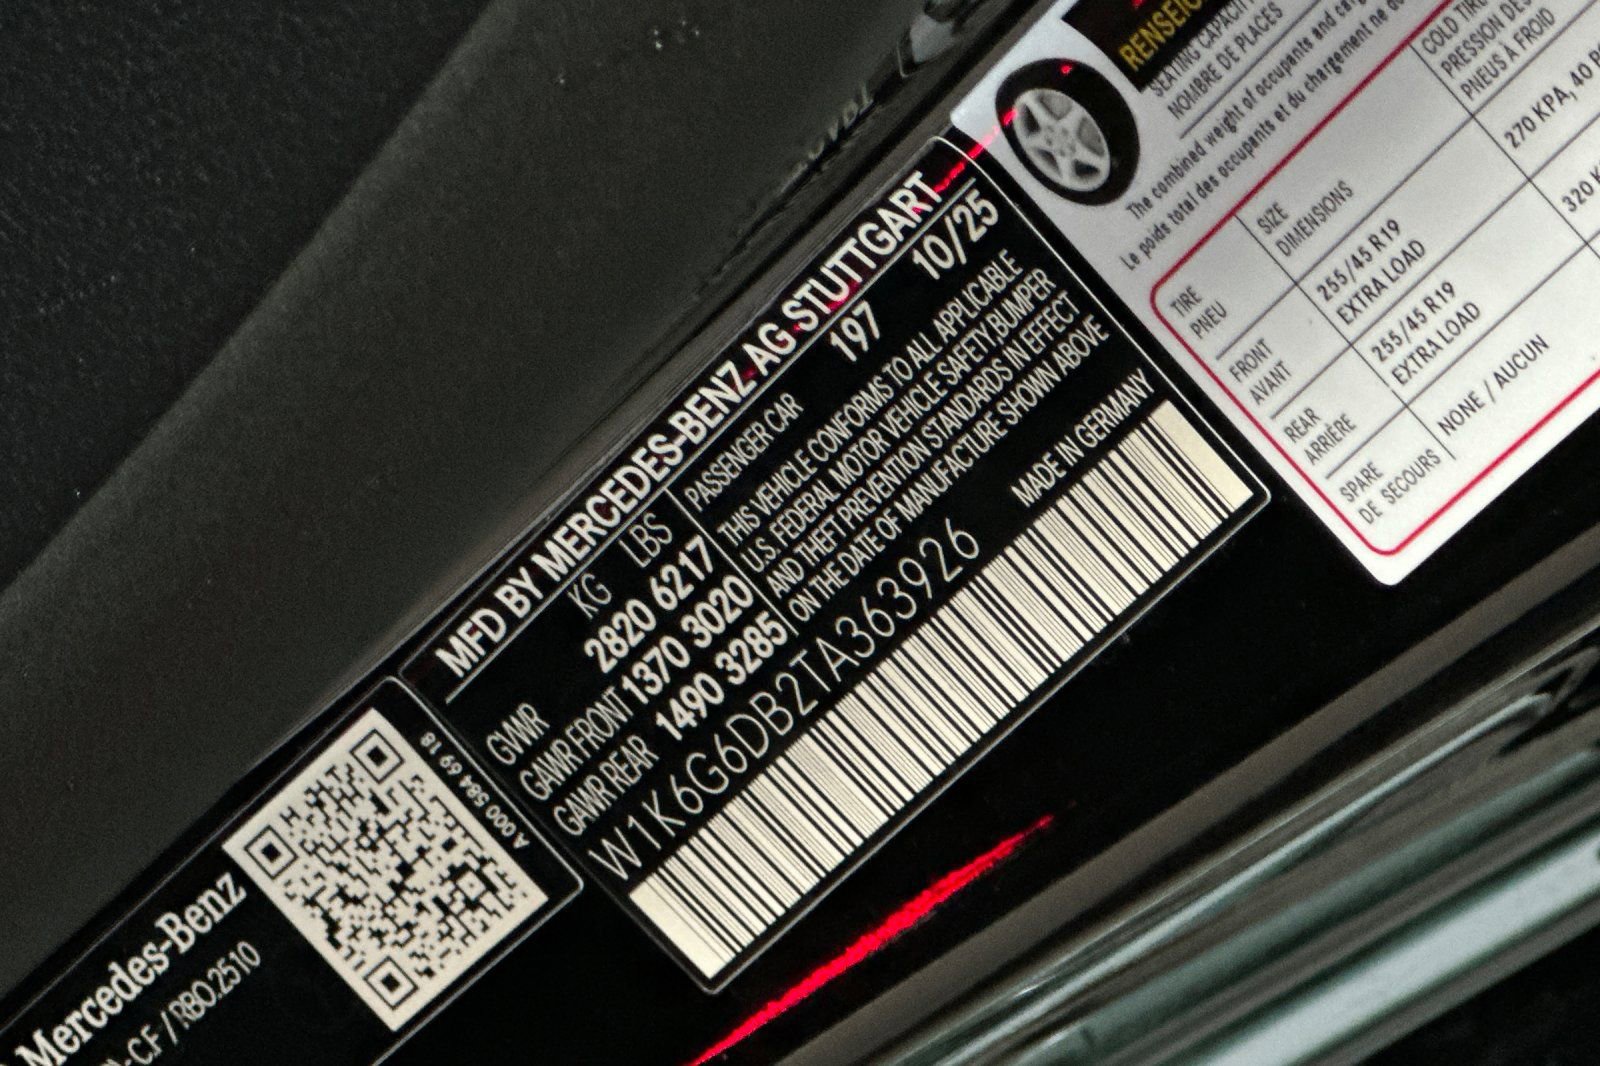 MFD BY MERCEDES-BENZ AG STUTTGART
KG LBS
GVWR 2820 6217
GAWR FRONT 1370 3020
GAWR REAR 1490 3285
PASSENGER CAR 197 10/25
THIS VEHICLE CONFORMS TO ALL APPLICABLE
U.S. FEDERAL MOTOR VEHICLE SAFETY,BUMPER
AND THEFT PREVENTION STANDARDS IN EFFECT
ON THE DATE OF MANUFACTURE SHOWN ABOVE
W1K6G6DB2TA363926 MADE IN GERMANY
A 000 584 69 18
Mercedes-Benz
-CF / RBO.2510
SEATING CAPACITY
NOMBRE DE PLACES
The combined weight of occupants and
Le poids total des occupants et du chargement ne
TIRE SIZE COLD TIRE
PNEU DIMENSIONS PRESSION DES
PNEUS À FROID
FRONT 255/45 R19 270 KPA, 40
AVANT EXTRA LOAD
REAR 255/45 R19 320
ARRIÈRE EXTRA LOAD
SPARE NONE / AUCUN
DE SECOURS